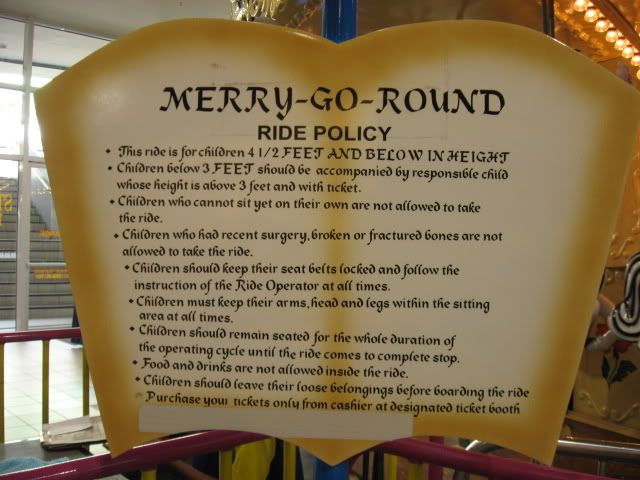 MERRY-GO-ROUND
RIDE POLICY
• This ride is for children 4 1/2 FEET AND BELOW IN HEIGHT
• Children below 3 FEET should be accompanied by responsible child
whose height is above 3 feet and with ticket.
• Children who cannot sit yet on their own are not allowed to take
the ride.
• Children who had recent surgery, broken or fractured bones are not
allowed to take the ride.
• Children should keep their seat belts locked and follow the
instruction of the Ride Operator at all times.
• Children must keep their arms, head and legs within the sitting
area at all times.
• Children should remain seated for the whole duration of
the operating cycle until the ride comes to complete stop.
• Food and drinks are not allowed inside the ride.
• Children should leave their loose belongings before boarding the ride
• Purchase your tickets only from cashier at designated ticket booth